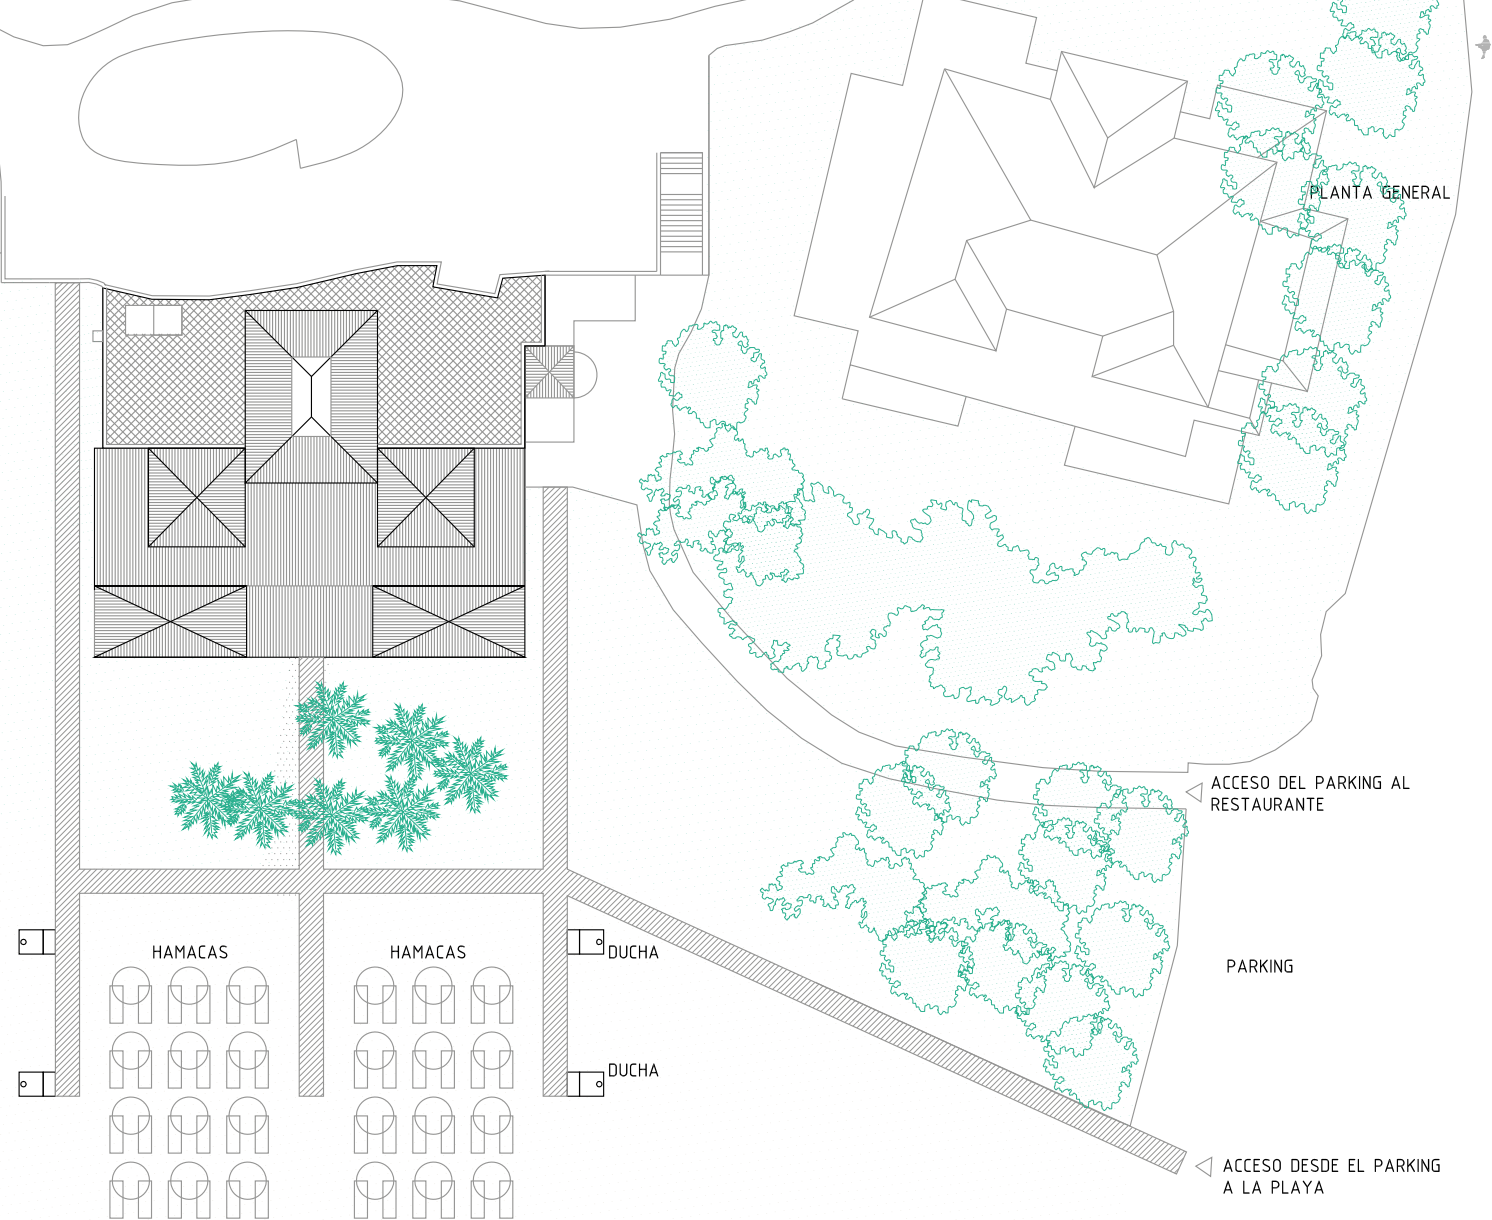 PLANTA GENERAL
ACCESO DEL PARKING AL
RESTAURANTE
HAMACAS
HAMACAS
DUCHA
PARKING
DUCHA
ACCESO DESDE EL PARKING
A LA PLAYA